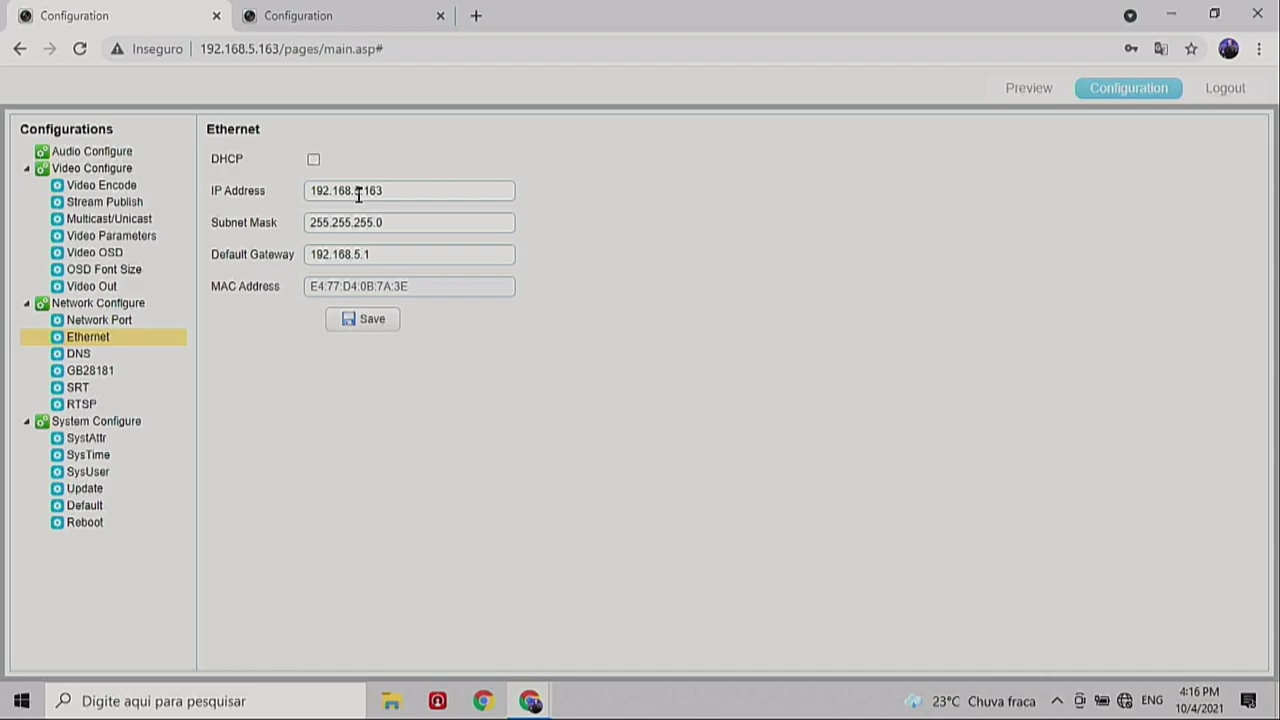 Configuration
Configuration
Inseguro
192.168.5.163/pages/main.asp#
Preview
Configuration
Logout
Configurations
Audio Configure
Video Configure
Video Encode
Stream Publish
Multicast/Unicast
Video Parameters
Video OSD
OSD Font Size
Video Out
Network Configure
Network Port
Ethernet
DNS
GB28181
SRT
RTSP
System Configure
SystAttr
SysTime
SysUser
Update
Default
Reboot
Ethernet
DHCP
IP Address 192.168.5.163
Subnet Mask 255.255.255.0
Default Gateway 192.168.5.1
MAC Address E4:77:D4:0B:7A:3E
Save
Digite aqui para pesquisar
23°C Chuva fraca
ENG
4:16 PM
10/4/2021